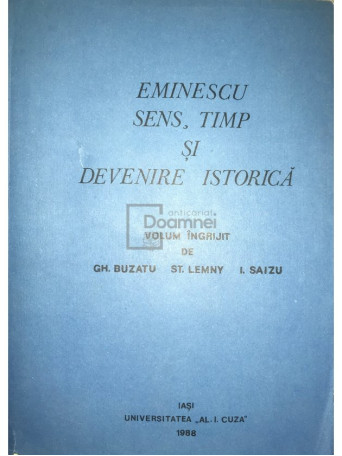 EMINESCU
SENS, TIMP
ȘI
DEVENIRE ISTORICĂ
anticariat
Doamnei
VOLUM ÎNGRIJIT
DE
GH. BUZATU ST. LEMNY I. SAIZU
IAȘI
UNIVERSITATEA „AL. I. CUZA"
1988